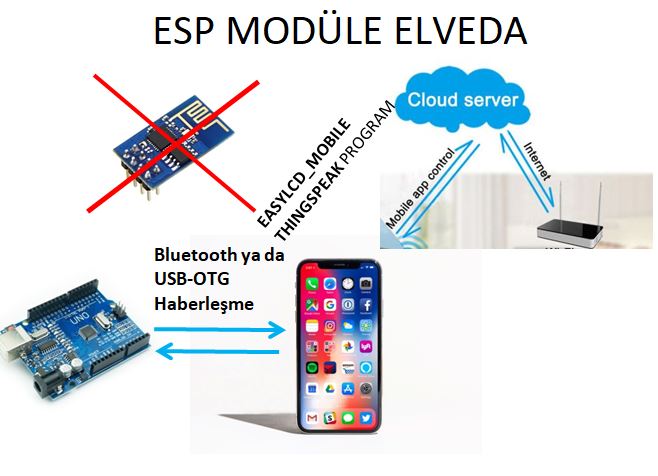 ESP MODÜLE ELVEDA
Cloud server
EASYLCD_MOBILE
THINGSPEAK PROGRAM
Mobile app control
Internet
Bluetooth ya da
USB-OTG
Haberleşme
UNO